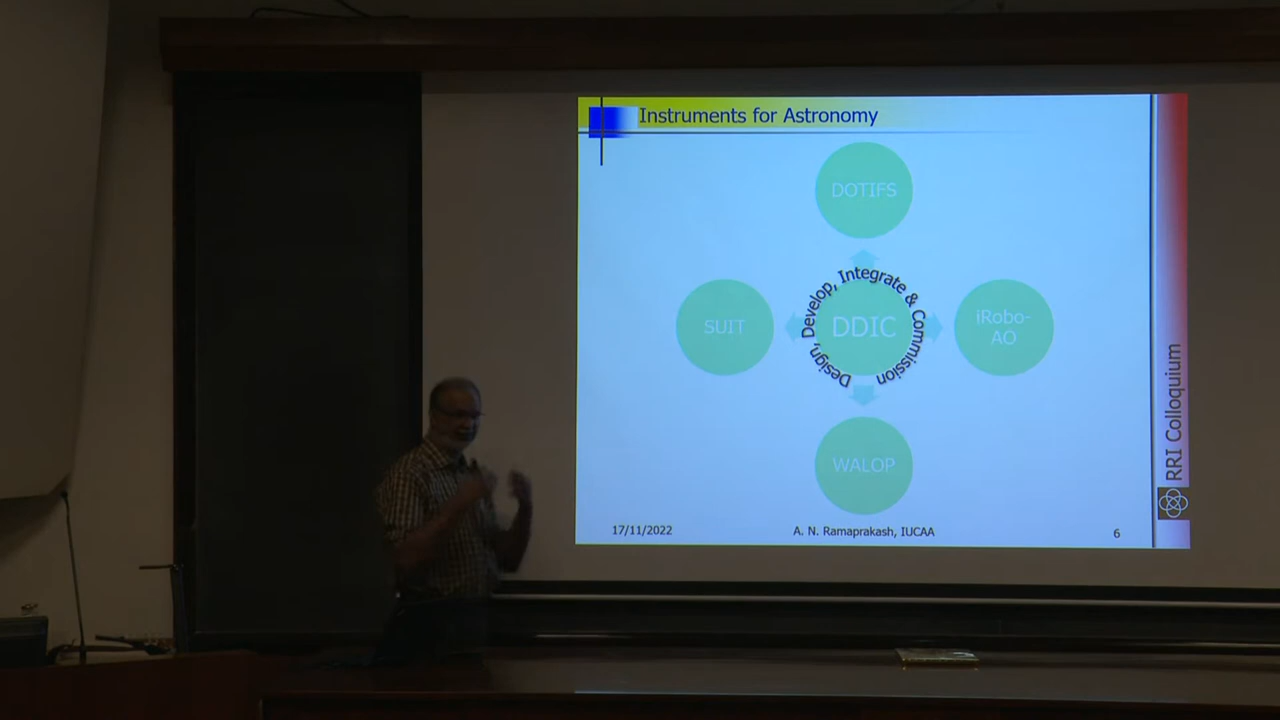 Instruments for Astronomy
DOTIFS
Design, Develop, Integrate & Commission
SUIT
DDIC
iRobo-
AO
WALOP
RRI Colloquium
17/11/2022
A. N. Ramaprakash, IUCAA
6